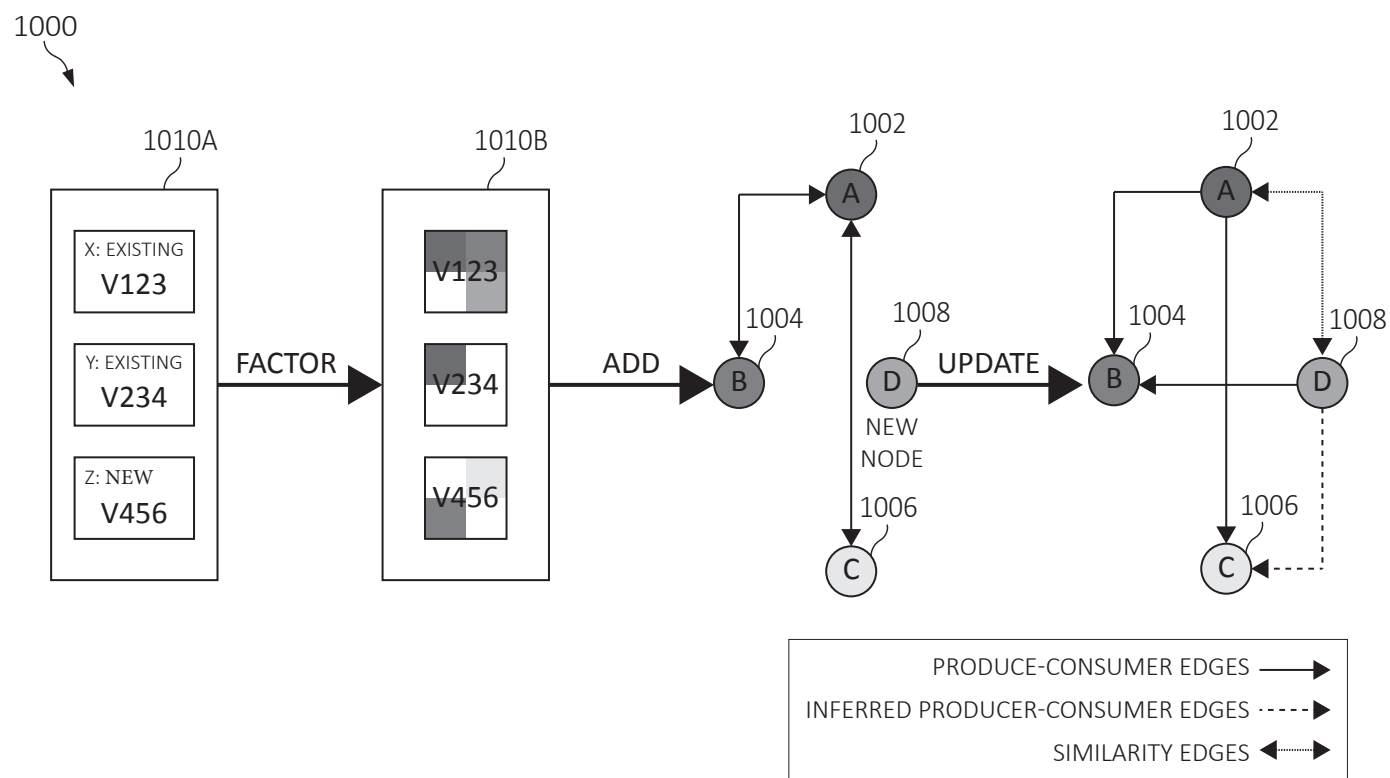 1000
1010A
1010B
1002
1002
X: EXISTING
V123
Y: EXISTING
V234
Z: NEW
V456
FACTOR
V123
V234
V456
ADD
A
B
1004
D
1008
NEW
NODE
C
1006
UPDATE
A
B
1004
D
1008
C
1006
PRODUCE-CONSUMER EDGES
INFERRED PRODUCER-CONSUMER EDGES
SIMILARITY EDGES